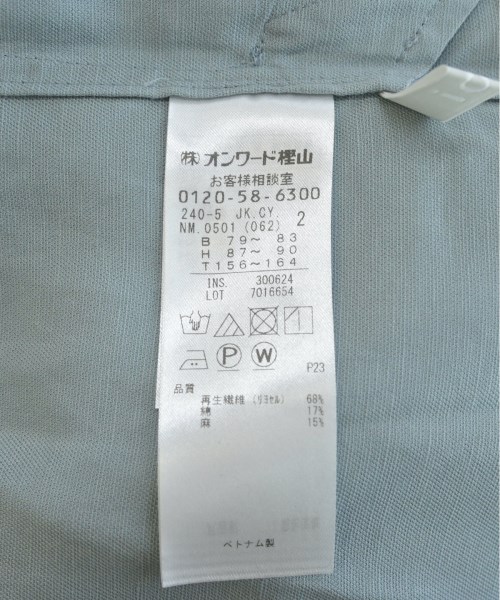 (株)オンワード樫山
お客様相談室
0120-58-6300
240-5 JK.CY. 2
NM.0501 (062)
B 79~ 83
H 87~ 90
T 156~164
INS. 300624
LOT 7016654
P W
P23
品質
再生繊維 (リヨセル) 68%
綿 17%
麻 15%
ベトナム製